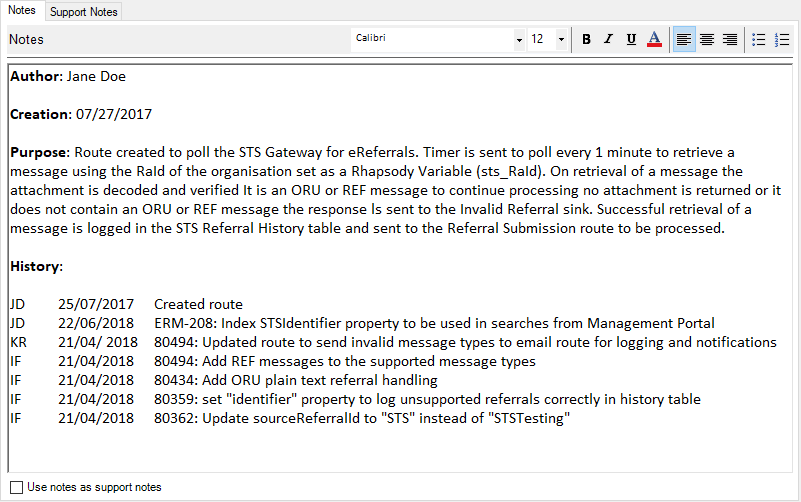 Notes
Support Notes
Notes Calibri 12 B I U A
Author: Jane Doe
Creation: 07/27/2017
Purpose: Route created to poll the STS Gateway for eReferrals. Timer is sent to poll every 1 minute to retrieve a
message using the RaId of the organisation set as a Rhapsody Variable (sts_RaId). On retrieval of a message the
attachment is decoded and verified It is an ORU or REF message to continue processing no attachment is returned or it
does not contain an ORU or REF message the response ls sent to the Invalid Referral sink. Successful retrieval of a
message is logged in the STS Referral History table and sent to the Referral Submission route to be processed.
History:
JD 25/07/2017 Created route
JD 22/06/2018 ERM-208: Index STSIdentifier property to be used in searches from Management Portal
KR 21/04/ 2018 80494: Updated route to send invalid message types to email route for logging and notifications
IF 21/04/2018 80494: Add REF messages to the supported message types
IF 21/04/2018 80434: Add ORU plain text referral handling
IF 21/04/2018 80359: set "identifier" property to log unsupported referrals correctly in history table
IF 21/04/2018 80362: Update sourceReferralId to "STS" instead of "STSTesting"
Use notes as support notes